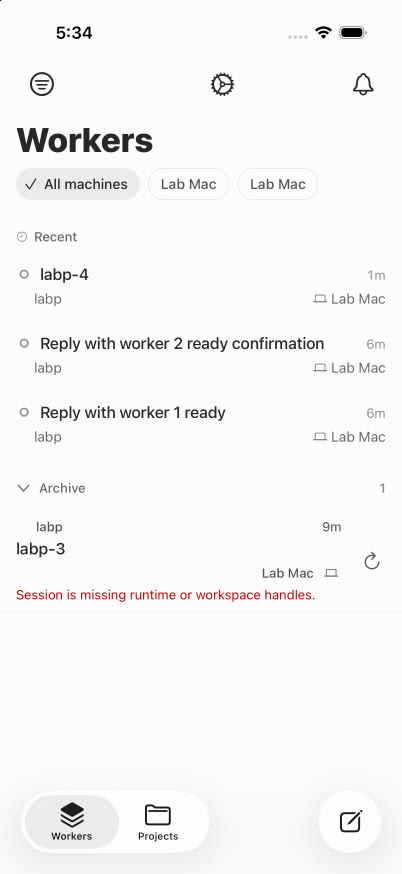 5:34
Workers
All machines
Lab Mac
Lab Mac
Recent
labp-4 1m
labp Lab Mac
Reply with worker 2 ready confirmation 6m
labp Lab Mac
Reply with worker 1 ready 6m
labp Lab Mac
Archive 1
labp 9m
labp-3
Lab Mac
Session is missing runtime or workspace handles.
Workers
Projects